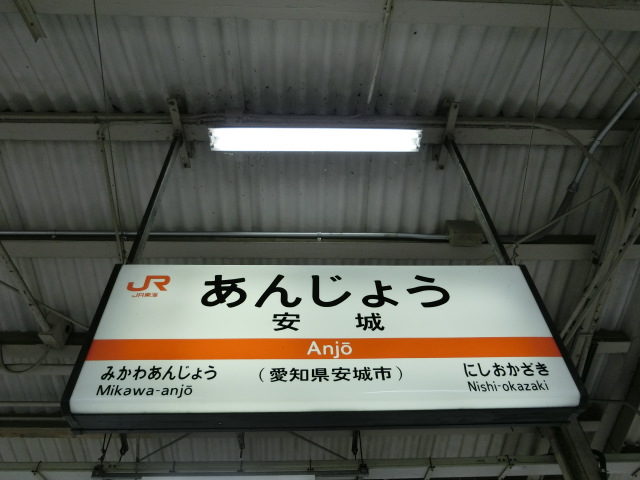 JR
JR東海
あんじょう
安城
Anjō
みかわあんじょう
Mikawa-anjō
（愛知県安城市）
にしおかざき
Nishi-okazaki